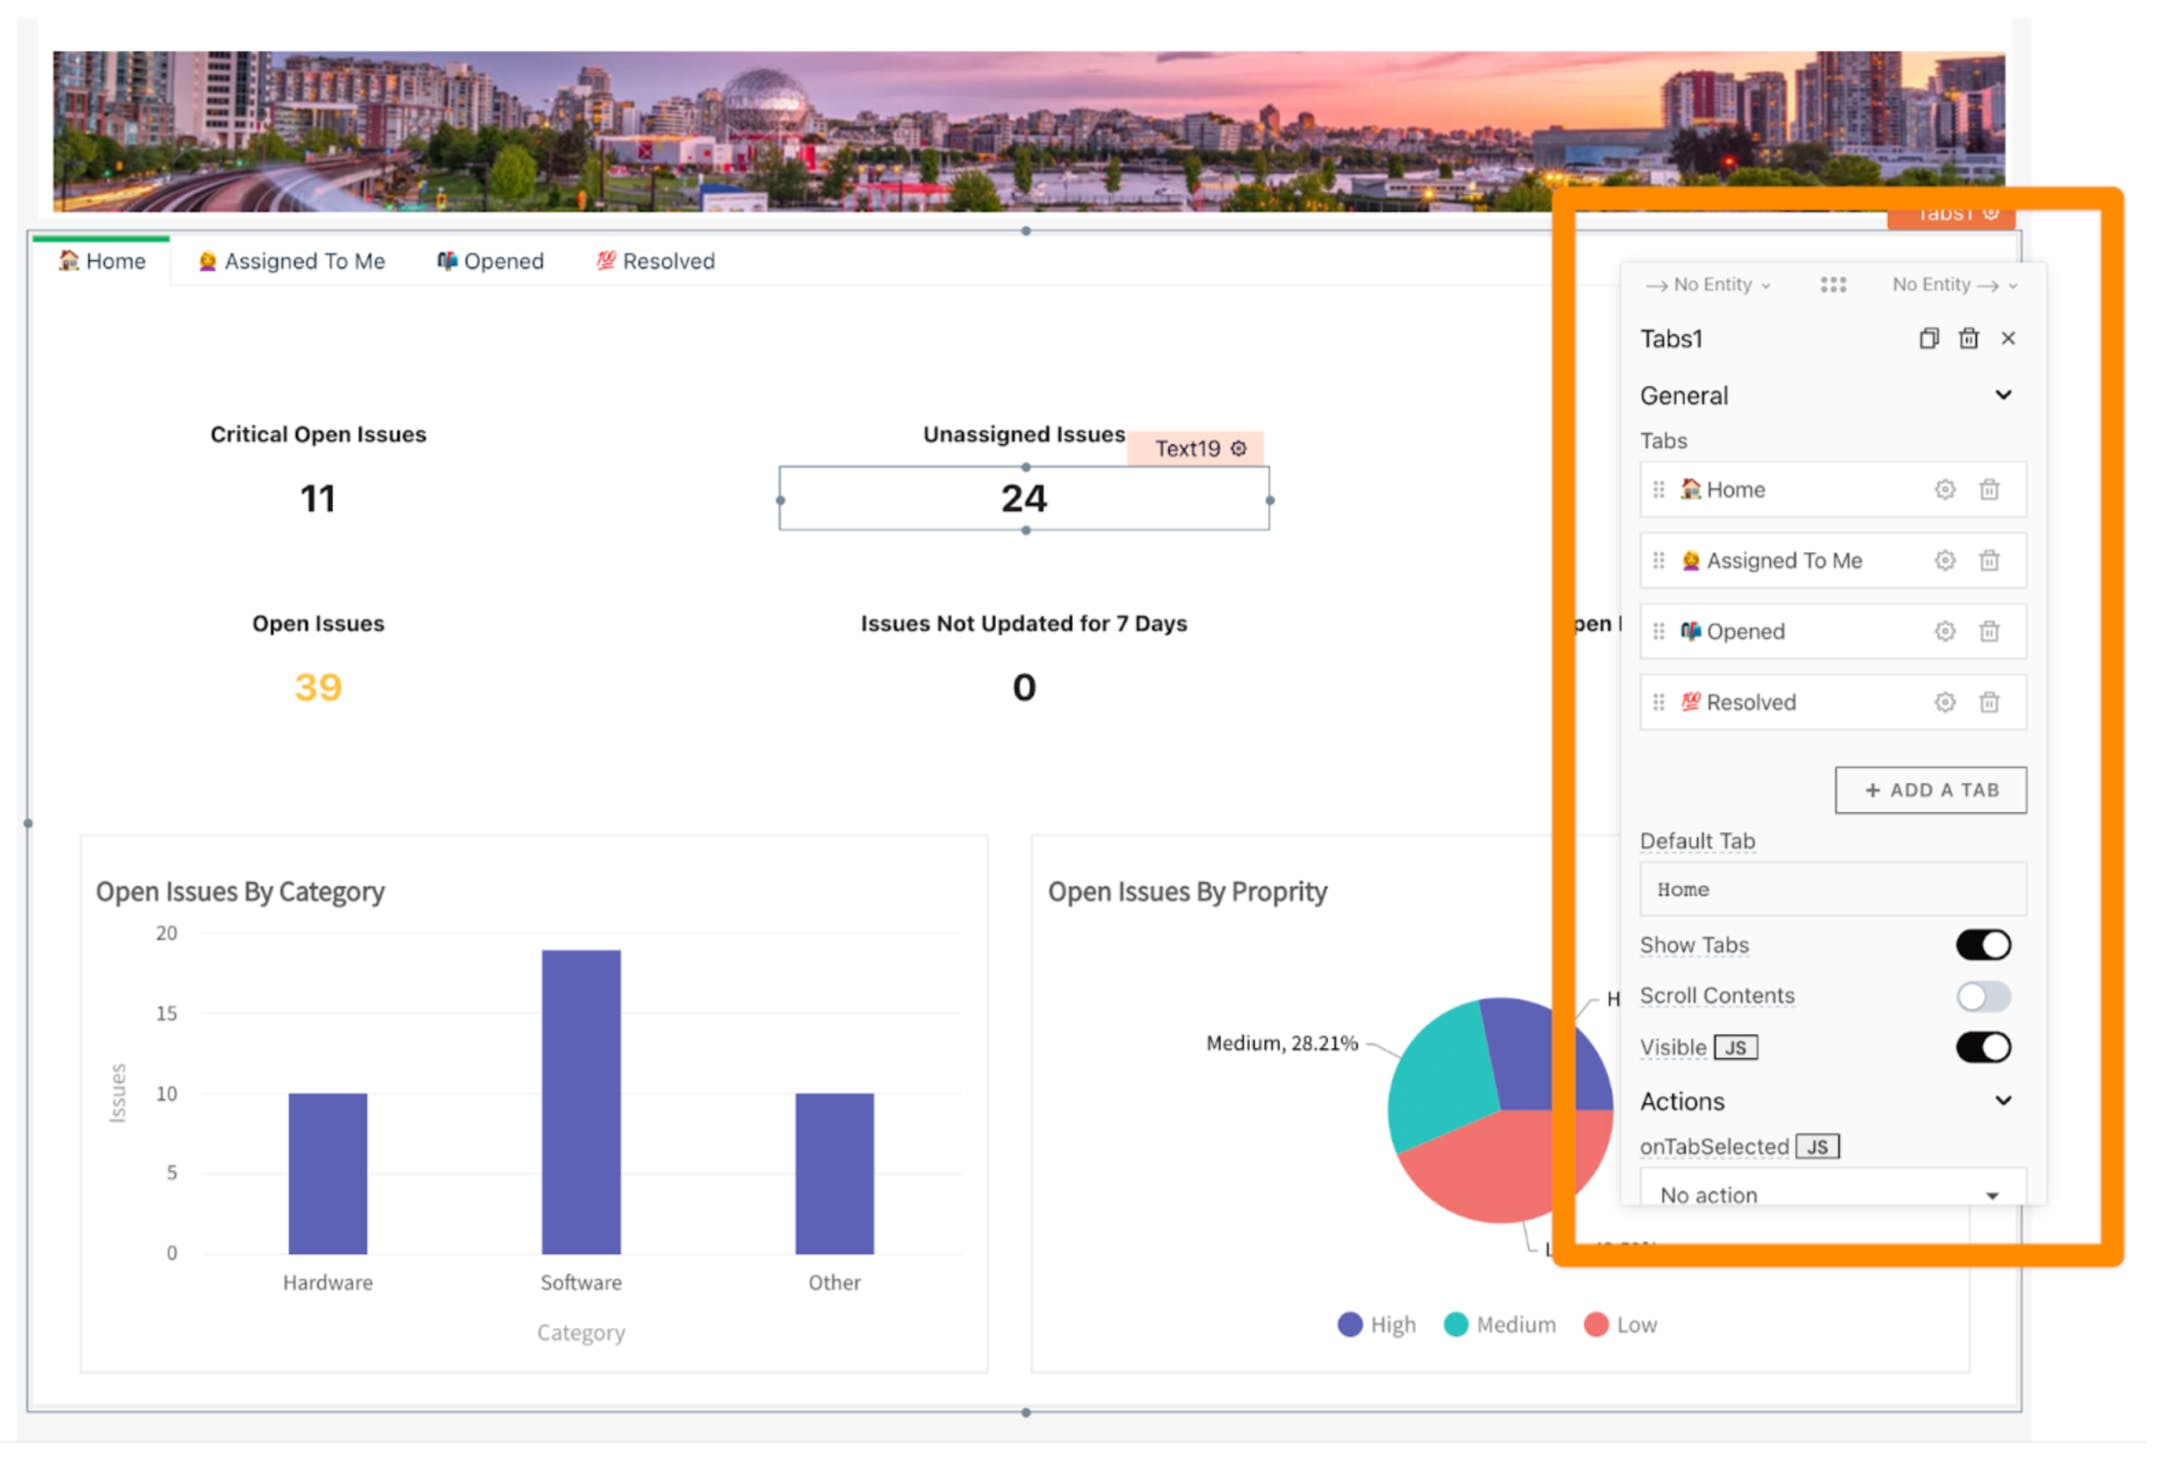 Tabs1
Home
Assigned To Me
Opened
Resolved
No Entity
No Entity
Tabs1
General
Tabs
Home
Assigned To Me
Opened
Resolved
+ ADD A TAB
Default Tab
Home
Show Tabs
Scroll Contents
Visible JS
Actions
onTabSelected JS
No action
Critical Open Issues
11
Unassigned Issues
Text19
24
Open Issues
39
Issues Not Updated for 7 Days
0
pen
Open Issues By Category
20
15
10
5
0
Issues
Hardware
Software
Other
Category
Open Issues By Proprity
H
Medium, 28.21%
L
High
Medium
Low